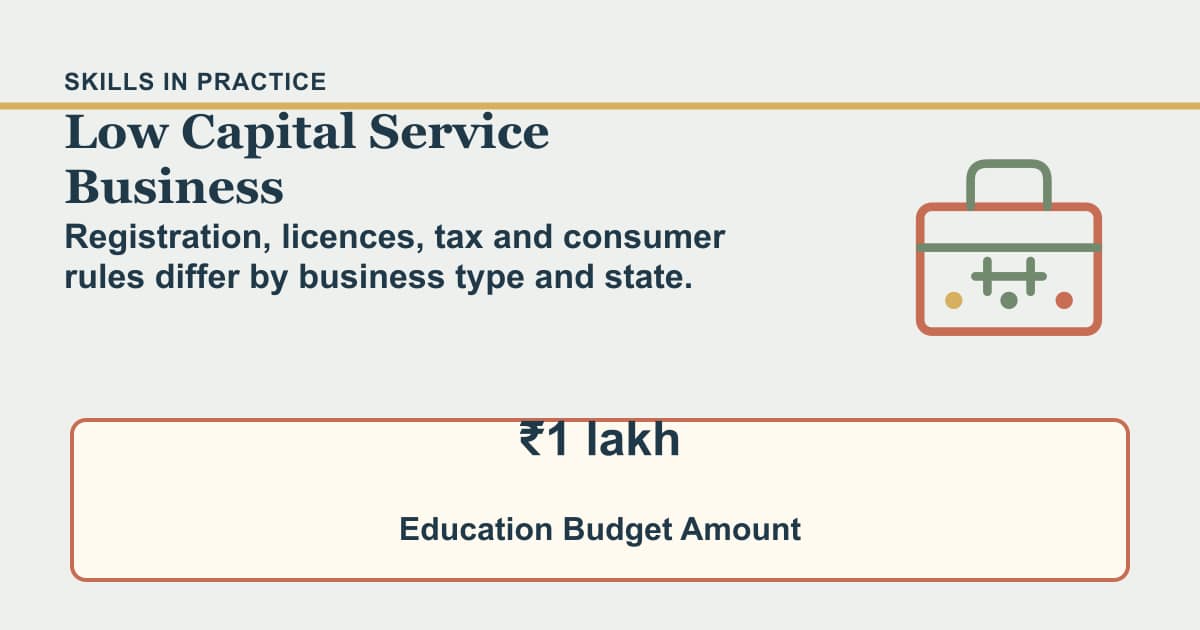 SKILLS IN PRACTICE
Low Capital Service
Business
Registration, licences, tax and consumer
rules differ by business type and state.
₹1 lakh
Education Budget Amount